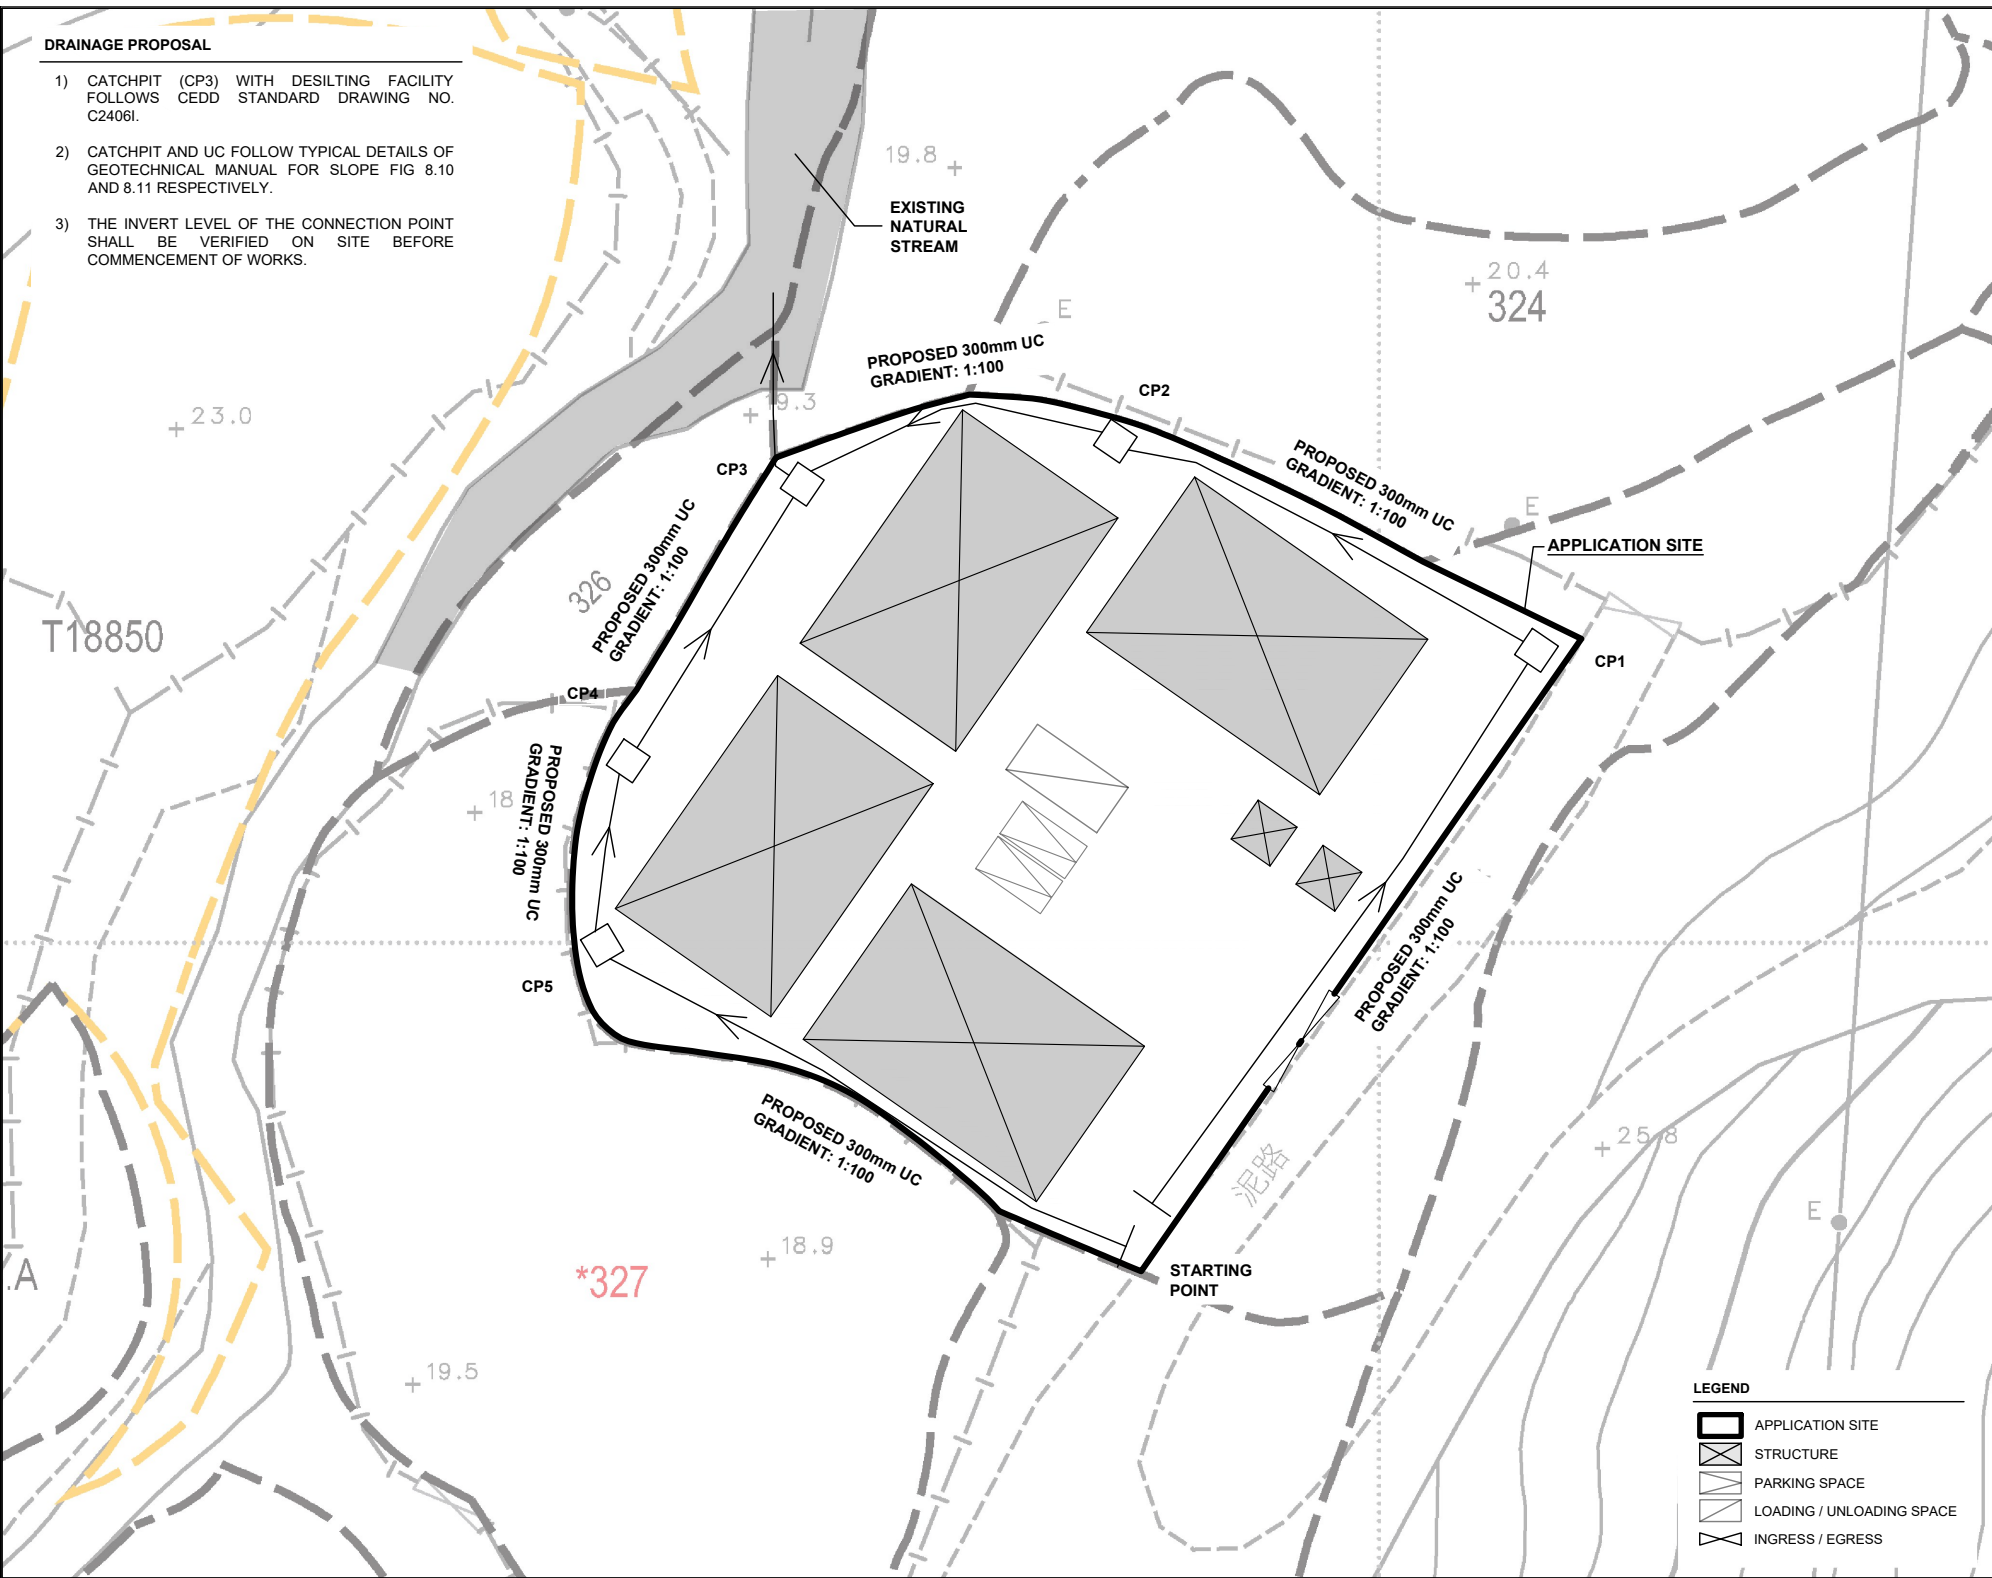 DRAINAGE PROPOSAL
1) CATCHPIT (CP3) WITH DESILTING FACILITY
FOLLOWS CEDD STANDARD DRAWING NO.
C2406I.
2) CATCHPIT AND UC FOLLOW TYPICAL DETAILS OF
GEOTECHNICAL MANUAL FOR SLOPE FIG 8.10
AND 8.11 RESPECTIVELY.
3) THE INVERT LEVEL OF THE CONNECTION POINT
SHALL BE VERIFIED ON SITE BEFORE
COMMENCEMENT OF WORKS.
19.8
EXISTING
NATURAL
STREAM
20.4
324
E
PROPOSED 300mm UC
GRADIENT: 1:100
CP2
23.0
19.3
PROPOSED 300mm UC
GRADIENT: 1:100
CP3
E
APPLICATION SITE
PROPOSED 300mm UC
GRADIENT: 1:100
326
T18850
CP1
CP4
18
PROPOSED 300mm UC
GRADIENT: 1:100
PROPOSED 300mm UC
GRADIENT: 1:100
CP5
PROPOSED 300mm UC
GRADIENT: 1:100
泥路
25.8
E
18.9
*327
.A
STARTING
POINT
19.5
LEGEND
APPLICATION SITE
STRUCTURE
PARKING SPACE
LOADING / UNLOADING SPACE
INGRESS / EGRESS